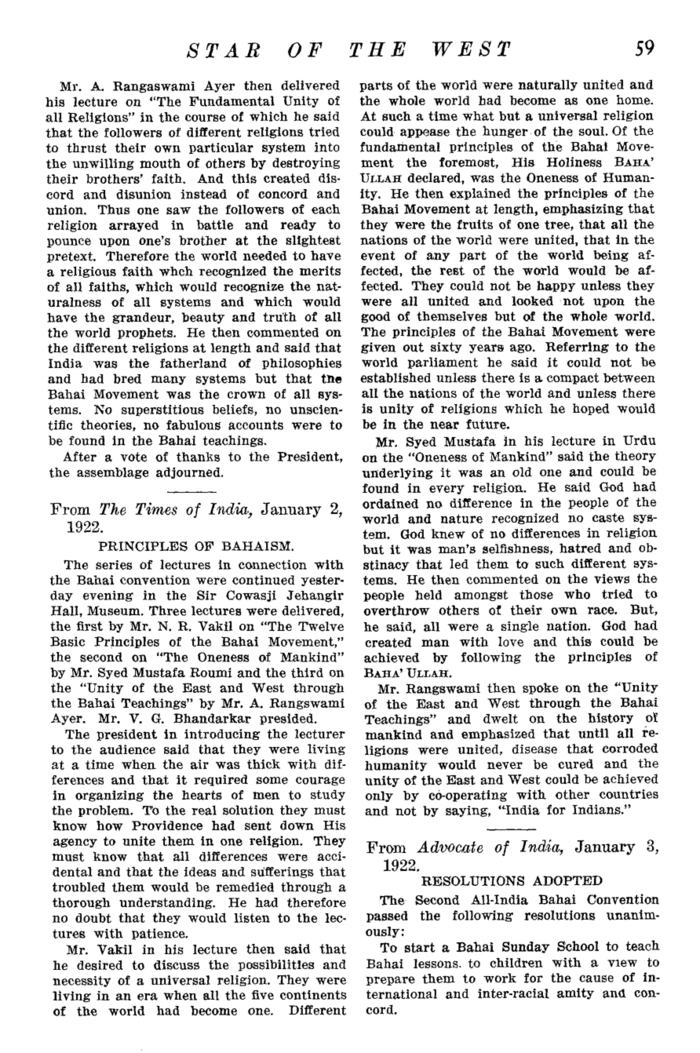 STAR OF THE WEST 59
Mr. A. Rangaswami Ayer then delivered
his lecture on "The Fundamental Unity of
all Religions" in the course of which he said
that the followers of different religions tried
to thrust their own particular system into
the unwilling mouth of others by destroying
their brothers' faith. And this created dis-
cord and disunion instead of concord and
union. Thus one saw the followers of each
religion arrayed in battle and ready to
pounce upon one's brother at the slightest
pretext. Therefore the world needed to have
a religious faith whch recognized the merits
of all faiths, which would recognize the nat-
uralness of all systems and which would
have the grandeur, beauty and truth of all
the world prophets. He then commented on
the different religions at length and said that
India was the fatherland of philosophies
and had bred many systems but that the
Bahai Movement was the crown of all sys-
tems. No superstitious beliefs, no unscien-
tific theories, no fabulous accounts were to
be found in the Bahai teachings.
After a vote of thanks to the President,
the assemblage adjourned.
From The Times of India, January 2,
1922.
PRINCIPLES OF BAHAISM.
The series of lectures in connection with
the Bahai convention were continued yester-
day evening in the Sir Cowasji Jehangir
Hall, Museum. Three lectures were delivered,
the first by Mr. N. R. Vakil on "The Twelve
Basic Principles of the Bahai Movement,"
the second on "The Oneness of Mankind"
by Mr. Syed Mustafa Roumi and the third on
the "Unity of the East and West through
the Bahai Teachings" by Mr. A. Rangswami
Ayer. Mr. V. G. Bhandarkar presided.
The president in introducing the lecturer
to the audience said that they were living
at a time when the air was thick with dif-
ferences and that it required some courage
in organizing the hearts of men to study
the problem. To the real solution they must
know how Providence had sent down His
agency to unite them in one religion. They
must know that all differences were acci-
dental and that the ideas and sufferings that
troubled them would be remedied through a
thorough understanding. He had therefore
no doubt that they would listen to the lec-
tures with patience.
Mr. Vakil in his lecture then said that
he desired to discuss the possibilities and
necessity of a universal religion. They were
living in an era when all the five continents
of the world had become one. Different
parts of the world were naturally united and
the whole world had become as one home.
At such a time what but a universal religion
could appease the hunger of the soul. Of the
fundamental principles of the Bahai Move-
ment the foremost, His Holiness BAHA'
ULLAH declared, was the Oneness of Human-
ity. He then explained the principles of the
Bahai Movement at length, emphasizing that
they were the fruits of one tree, that all the
nations of the world were united, that in the
event of any part of the world being af-
fected, the rest of the world would be af-
fected. They could not be happy unless they
were all united and looked not upon the
good of themselves but of the whole world.
The principles of the Bahai Movement were
given out sixty years ago. Referring to the
world parliament he said it could not be
established unless there is a compact between
all the nations of the world and unless there
is unity of religions which he hoped would
be in the near future.
Mr. Syed Mustafa in his lecture in Urdu
on the "Oneness of Mankind" said the theory
underlying it was an old one and could be
found in every religion. He said God had
ordained no difference in the people of the
world and nature recognized no caste sys-
tem. God knew of no differences in religion
but it was man's selfishness, hatred and ob-
stinacy that led them to such different sys-
tems. He then commented on the views the
people held amongst those who tried to
overthrow others of their own race. But,
he said, all were a single nation. God had
created man with love and this could be
achieved by following the principles of
BAHA' ULLAH.
Mr. Rangswami then spoke on the "Unity
of the East and West through the Bahai
Teachings" and dwelt on the history of
mankind and emphasized that until all re-
ligions were united, disease that corroded
humanity would never be cured and the
unity of the East and West could be achieved
only by co-operating with other countries
and not by saying, "India for Indians."
From Advocate of India, January 3,
1922.
RESOLUTIONS ADOPTED
The Second All-India Bahai Convention
passed the following resolutions unanim-
ously:
To start a Bahai Sunday School to teach
Bahai lessons. to children with a view to
prepare them to work for the cause of in-
ternational and inter-racial amity and con-
cord.